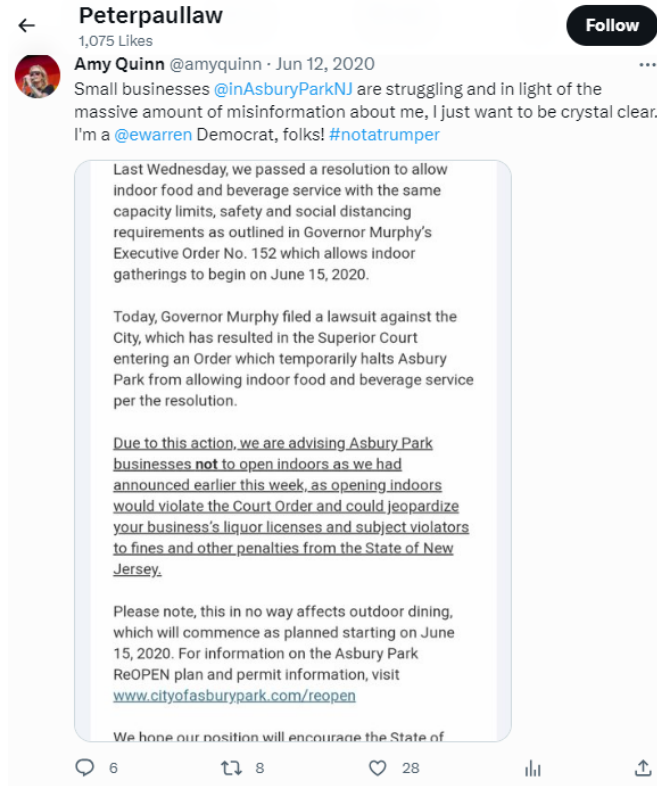 Peterpaullaw
1,075 Likes
Follow
Amy Quinn @amyquinn · Jun 12, 2020
Small businesses @inAsburyParkNJ are struggling and in light of the
massive amount of misinformation about me, I just want to be crystal clear.
I'm a @ewarren Democrat, folks! #notatrumper
Last Wednesday, we passed a resolution to allow
indoor food and beverage service with the same
capacity limits, safety and social distancing
requirements as outlined in Governor Murphy's
Executive Order No. 152 which allows indoor
gatherings to begin on June 15, 2020.
Today, Governor Murphy filed a lawsuit against the
City, which has resulted in the Superior Court
entering an Order which temporarily halts Asbury
Park from allowing indoor food and beverage service
per the resolution.
Due to this action, we are advising Asbury Park
businesses not to open indoors as we had
announced earlier this week, as opening indoors
would violate the Court Order and could jeopardize
your business's liquor licenses and subject violators
to fines and other penalties from the State of New
Jersey.
Please note, this in no way affects outdoor dining,
which will commence as planned starting on June
15, 2020. For information on the Asbury Park
ReOPEN plan and permit information, visit
www.cityofasburypark.com/reopen
We hope our position will encourage the State of
6
8
28